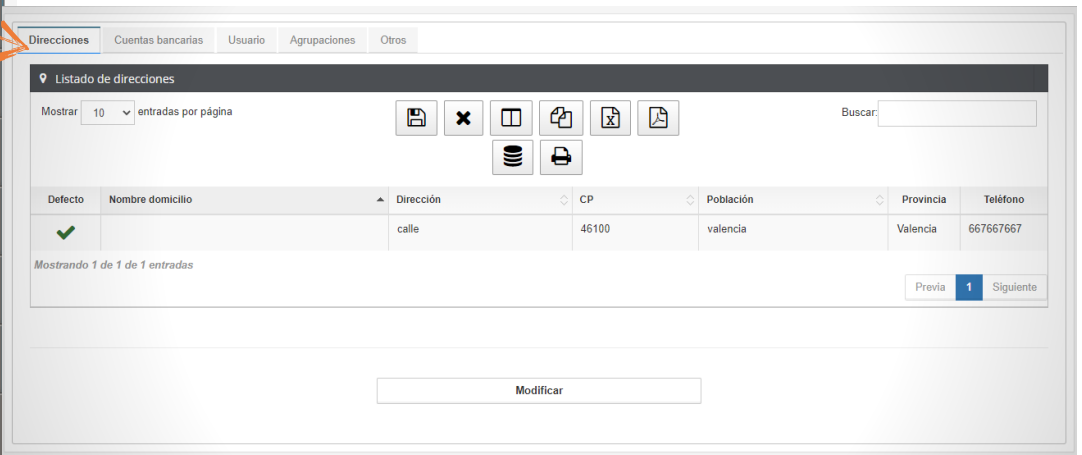 Direcciones Cuentas bancarias Usuario Agrupaciones Otros
Listado de direcciones
Mostrar 10 entradas por página Buscar:
Defecto Nombre domicilio Dirección CP Población Provincia Teléfono
calle 46100 valencia Valencia 667667667
Mostrando 1 de 1 de 1 entradas
Previa 1 Siguiente
Modificar